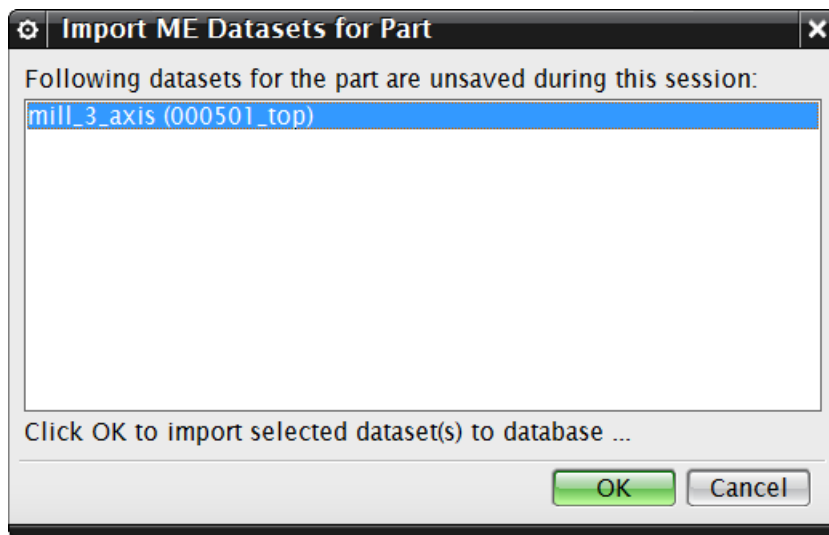 Import ME Datasets for Part
Following datasets for the part are unsaved during this session:
mill_3_axis (000501_top)
Click OK to import selected dataset(s) to database ...
OK Cancel